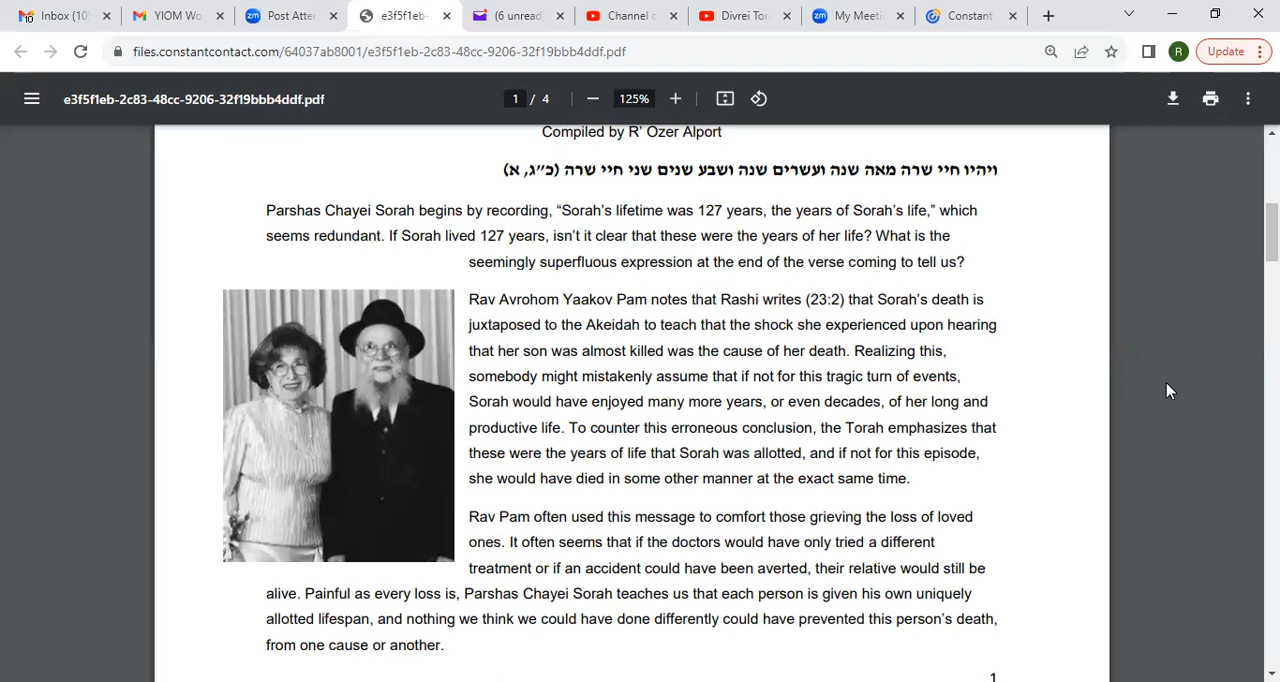 Inbox (10)
YIOM Wo
Post Atte
e3f5f1eb-
(6 unread
Channel c
Divrei Tor
My Meeti
Constant
files.constantcontact.com/64037ab8001/e3f5f1eb-2c83-48cc-9206-32f19bbb4ddf.pdf
R
Update
e3f5f1eb-2c83-48cc-9206-32f19bbb4ddf.pdf
1 / 4
125%
Compiled by R' Ozer Alport
ויהיו חיי שרה מאה שנה ועשרים שנה ושבע שנים שני חיי שרה (כ״ג, א)
Parshas Chayei Sorah begins by recording, “Sorah’s lifetime was 127 years, the years of Sorah’s life,” which
seems redundant. If Sorah lived 127 years, isn’t it clear that these were the years of her life? What is the
seemingly superfluous expression at the end of the verse coming to tell us?
Rav Avrohom Yaakov Pam notes that Rashi writes (23:2) that Sorah’s death is
juxtaposed to the Akeidah to teach that the shock she experienced upon hearing
that her son was almost killed was the cause of her death. Realizing this,
somebody might mistakenly assume that if not for this tragic turn of events,
Sorah would have enjoyed many more years, or even decades, of her long and
productive life. To counter this erroneous conclusion, the Torah emphasizes that
these were the years of life that Sorah was allotted, and if not for this episode,
she would have died in some other manner at the exact same time.
Rav Pam often used this message to comfort those grieving the loss of loved
ones. It often seems that if the doctors would have only tried a different
treatment or if an accident could have been averted, their relative would still be
alive. Painful as every loss is, Parshas Chayei Sorah teaches us that each person is given his own uniquely
allotted lifespan, and nothing we think we could have done differently could have prevented this person’s death,
from one cause or another.
1